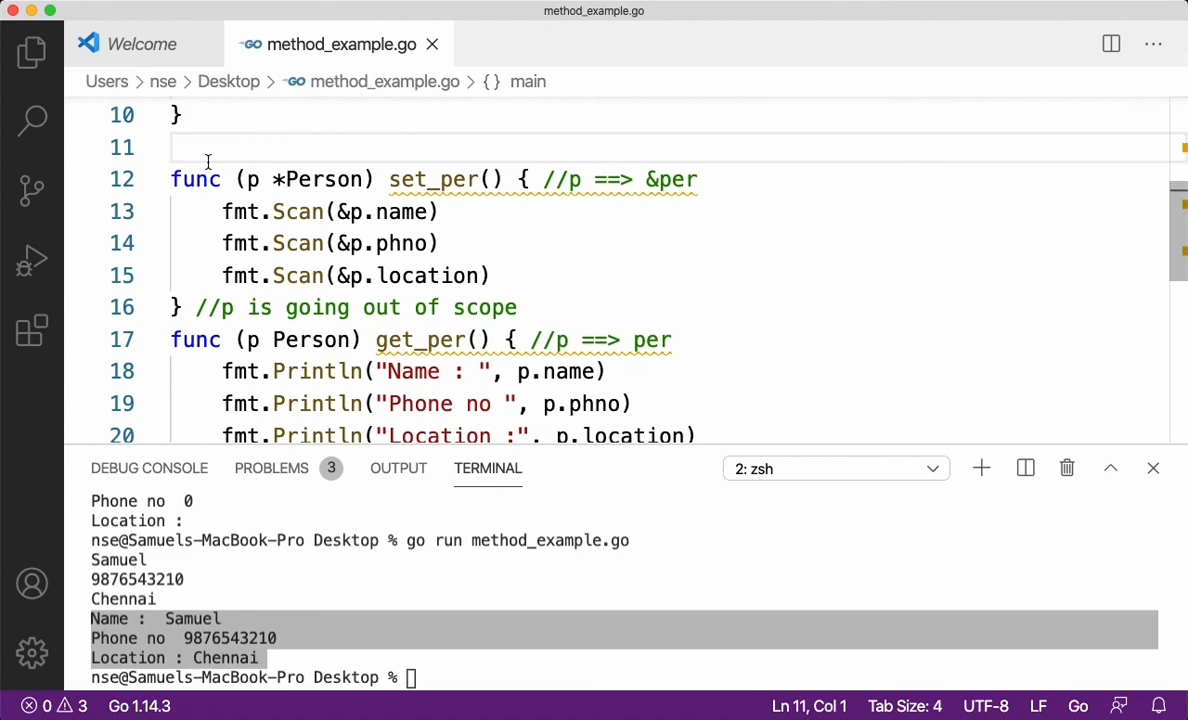 method_example.go
Welcome
GO method_example.go
Users > nse > Desktop > GO method_example.go > {} main
10 }
11
12 func (p *Person) set_per() { //p ==> &per
13 fmt.Scan(&p.name)
14 fmt.Scan(&p.phno)
15 fmt.Scan(&p.location)
16 } //p is going out of scope
17 func (p Person) get_per() { //p ==> per
18 fmt.Println("Name : ", p.name)
19 fmt.Println("Phone no ", p.phno)
20 fmt.Println("Location :", p.location)
DEBUG CONSOLE PROBLEMS 3 OUTPUT TERMINAL 2: zsh
Phone no  0
Location :
nse@Samuels-MacBook-Pro Desktop % go run method_example.go
Samuel
9876543210
Chennai
Name :  Samuel
Phone no  9876543210
Location : Chennai
nse@Samuels-MacBook-Pro Desktop %
0 3 Go 1.14.3 Ln 11, Col 1 Tab Size: 4 UTF-8 LF Go